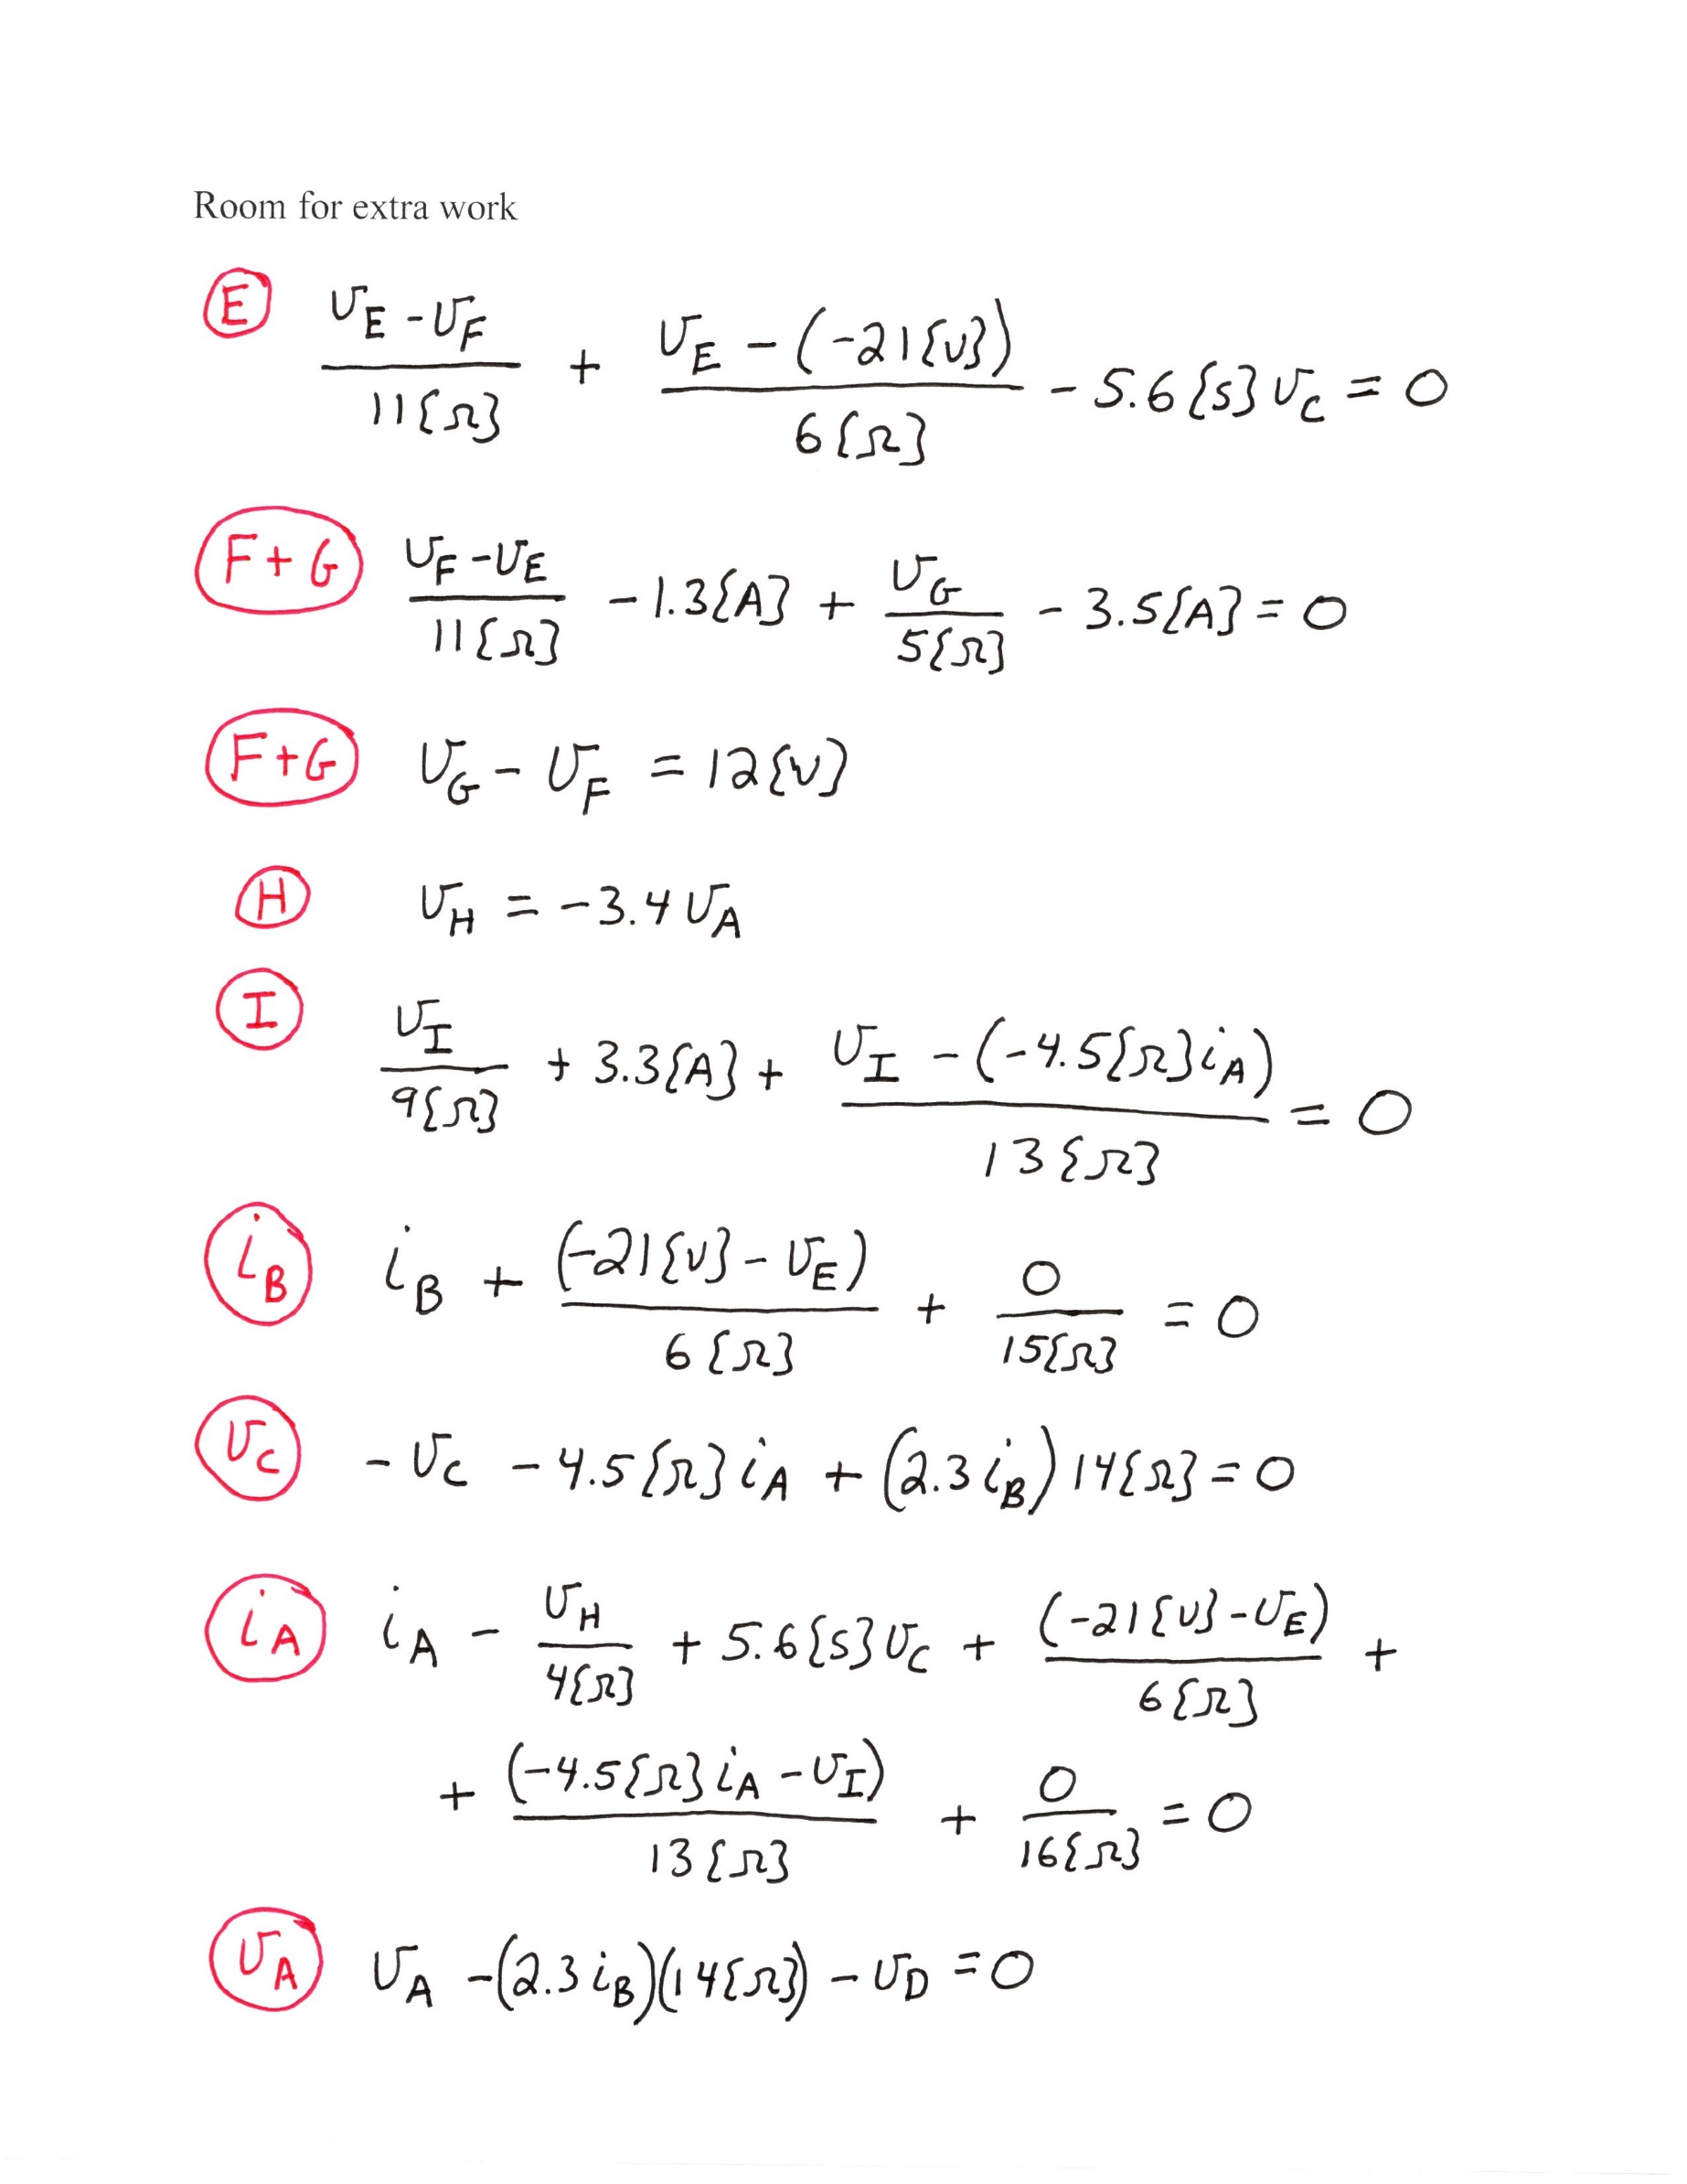 Room for extra work
(E) (v_E - v_F)/(11{Ω}) + (v_E - (-21{V}))/(6{Ω}) - 5.6{S}v_C = 0
(F+G) (v_F - v_E)/(11{Ω}) - 1.3{A} + v_G/(5{Ω}) - 3.5{A} = 0
(F+G) v_G - v_F = 12{V}
(H) v_H = -3.4 v_A
(I) v_I/(9{Ω}) + 3.3{A} + (v_I - (-4.5{Ω}i_A))/(13{Ω}) = 0
(i_B) i_B + (-21{V} - v_E)/(6{Ω}) + 0/(15{Ω}) = 0
(v_C) -v_C - 4.5{Ω}i_A + (2.3 i_B)14{Ω} = 0
(i_A) i_A - v_H/(4{Ω}) + 5.6{S}v_C + (-21{V} - v_E)/(6{Ω}) +
+ (-4.5{Ω}i_A - v_I)/(13{Ω}) + 0/(16{Ω}) = 0
(v_A) v_A - (2.3 i_B)(14{Ω}) - v_D = 0